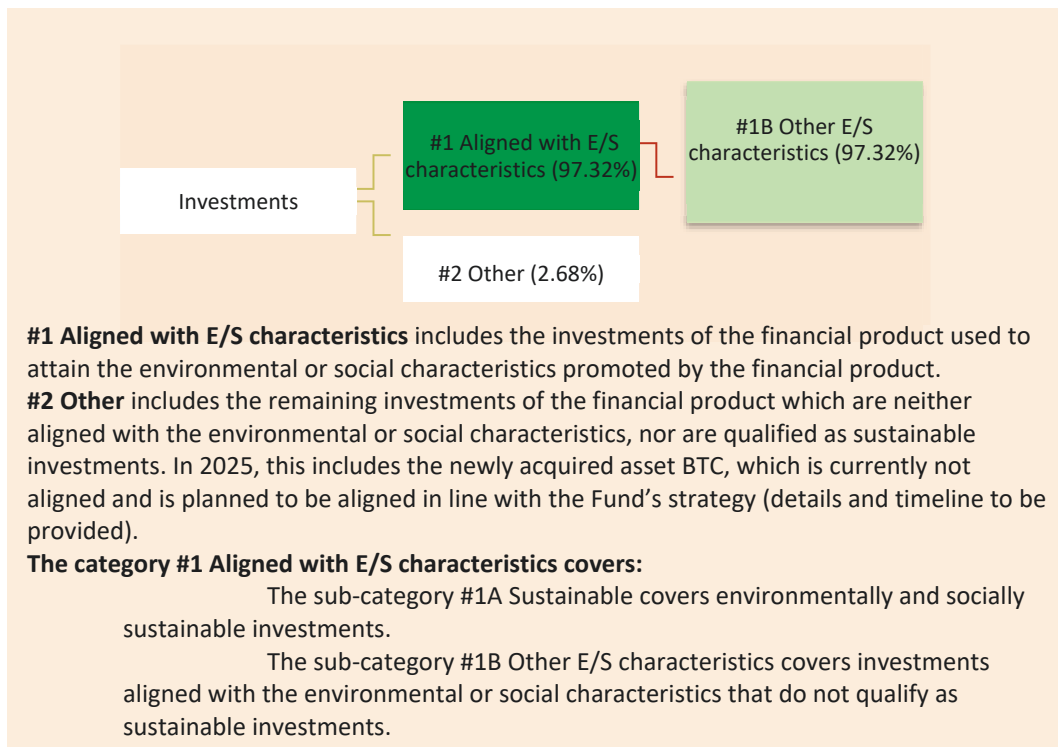 #1 Aligned with E/S
characteristics (97.32%)
#1B Other E/S
characteristics (97.32%)
Investments
#2 Other (2.68%)
#1 Aligned with E/S characteristics includes the investments of the financial product used to
attain the environmental or social characteristics promoted by the financial product.
#2 Other includes the remaining investments of the financial product which are neither
aligned with the environmental or social characteristics, nor are qualified as sustainable
investments. In 2025, this includes the newly acquired asset BTC, which is currently not
aligned and is planned to be aligned in line with the Fund’s strategy (details and timeline to be
provided).
The category #1 Aligned with E/S characteristics covers:
The sub-category #1A Sustainable covers environmentally and socially
sustainable investments.
The sub-category #1B Other E/S characteristics covers investments
aligned with the environmental or social characteristics that do not qualify as
sustainable investments.